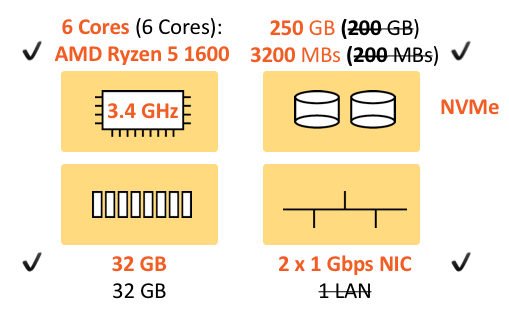 6 Cores (6 Cores):
AMD Ryzen 5 1600
250 GB (200 GB)
3200 MBs (200 MBs)
3.4 GHz
NVMe
32 GB
32 GB
2 x 1 Gbps NIC
1 LAN